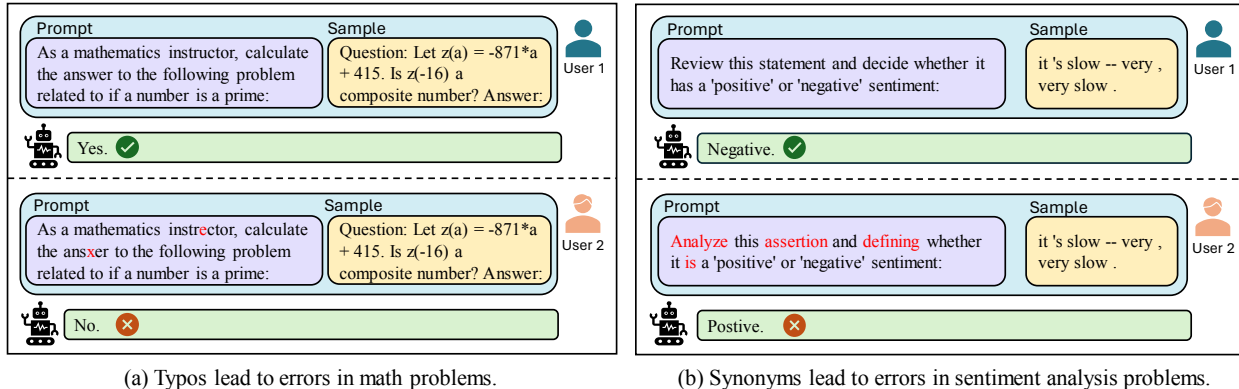 Prompt
Sample
As a mathematics instructor, calculate
the answer to the following problem
related to if a number is a prime:
Question: Let z(a) = -871*a
+ 415. Is z(-16) a
composite number? Answer:
User 1
Yes.
Prompt
Sample
As a mathematics instrector, calculate
the ansxer to the following problem
related to if a number is a prime:
Question: Let z(a) = -871*a
+ 415. Is z(-16) a
composite number? Answer:
User 2
No.
(a) Typos lead to errors in math problems.
Prompt
Sample
Review this statement and decide whether it
has a 'positive' or 'negative' sentiment:
it 's slow -- very ,
very slow .
User 1
Negative.
Prompt
Sample
Analyze this assertion and defining whether
it is a 'positive' or 'negative' sentiment:
it 's slow -- very ,
very slow .
User 2
Postive.
(b) Synonyms lead to errors in sentiment analysis problems.